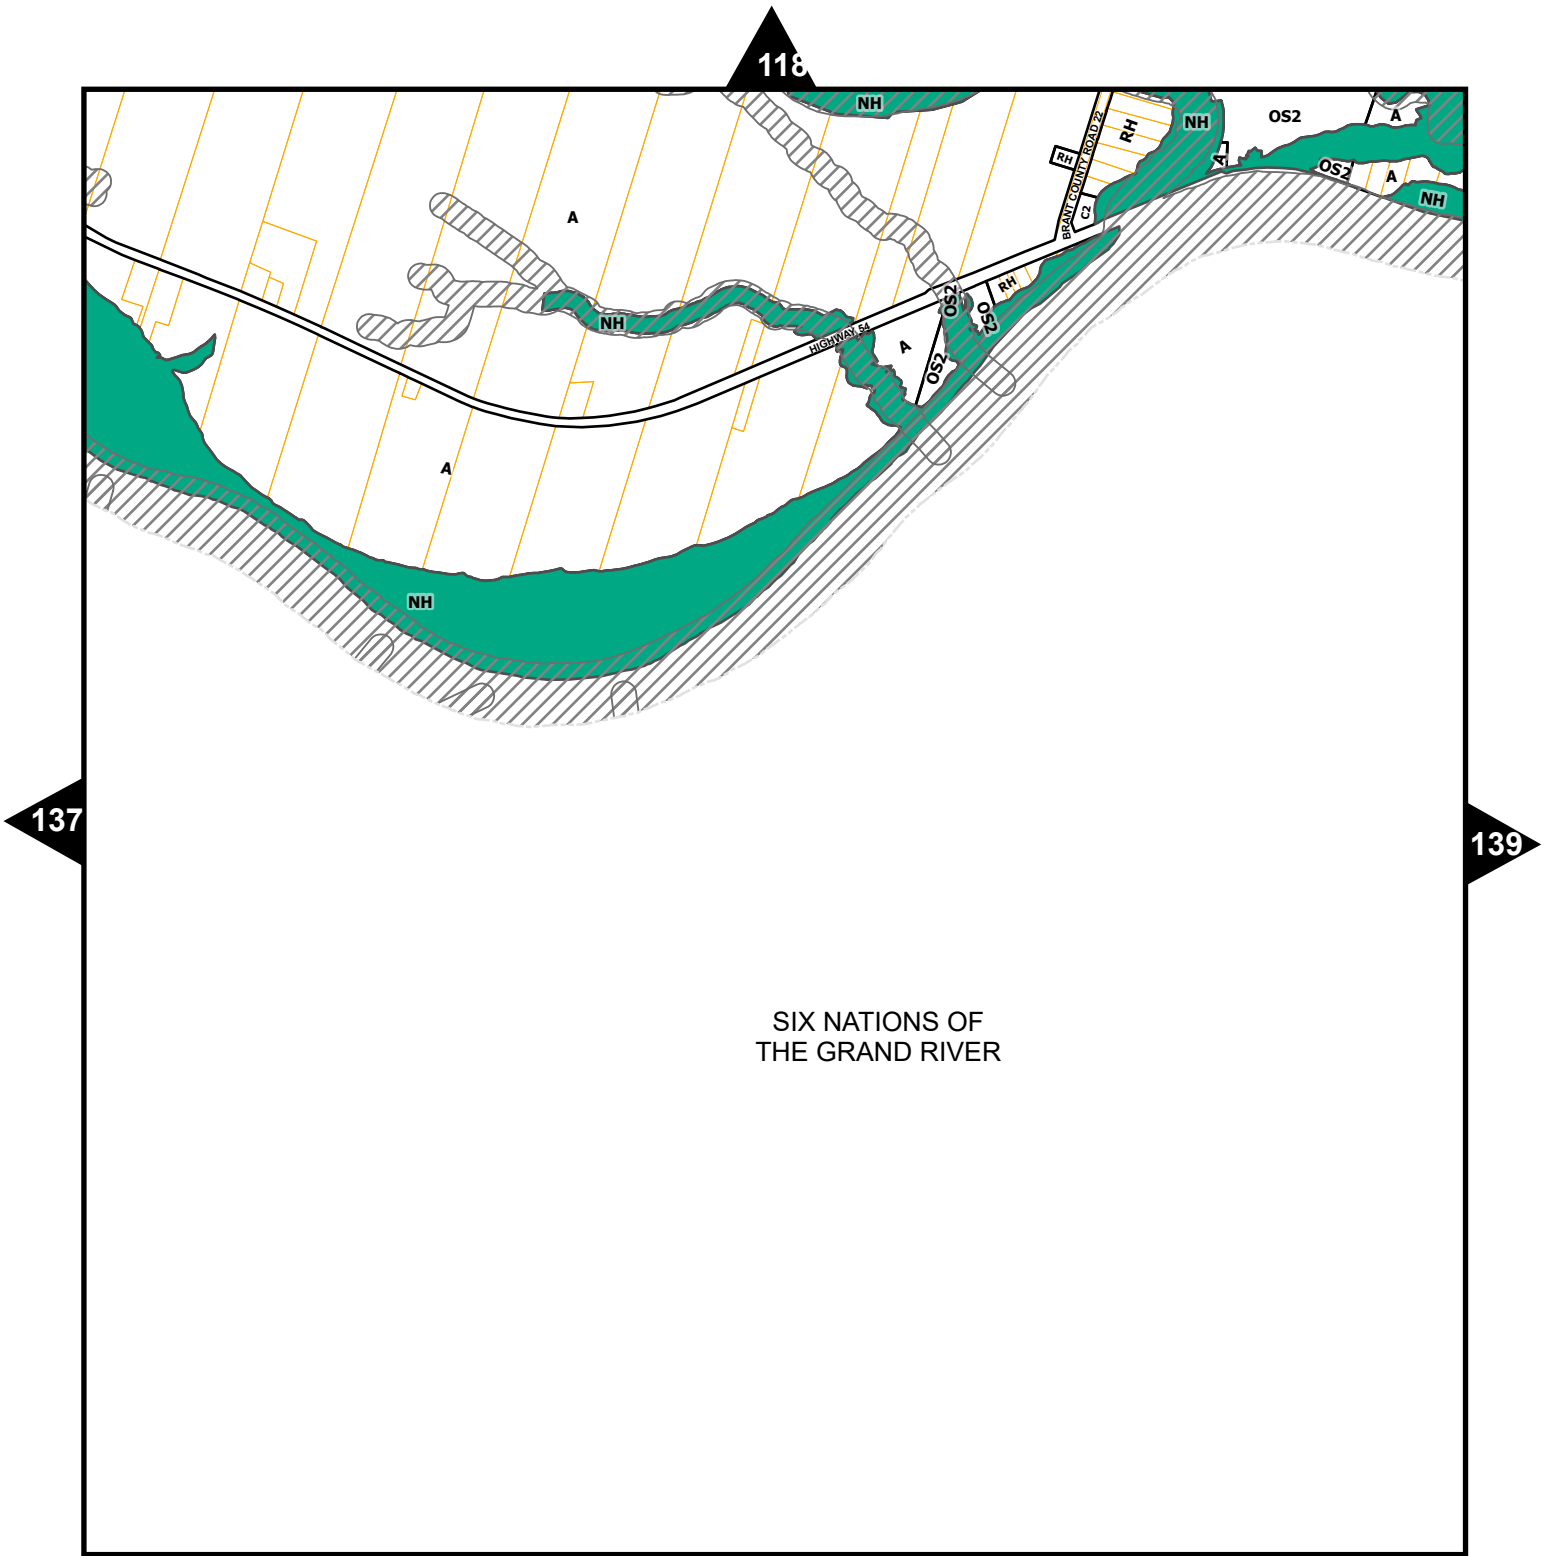 118
NH
NH
OS2
A
RH
BRANT COUNTY ROAD 22
RH
A
OS2
A
NH
C2
A
RH
OS2
OS2
NH
HIGHWAY 54
A
OS2
A
NH
137
139
SIX NATIONS OF
THE GRAND RIVER